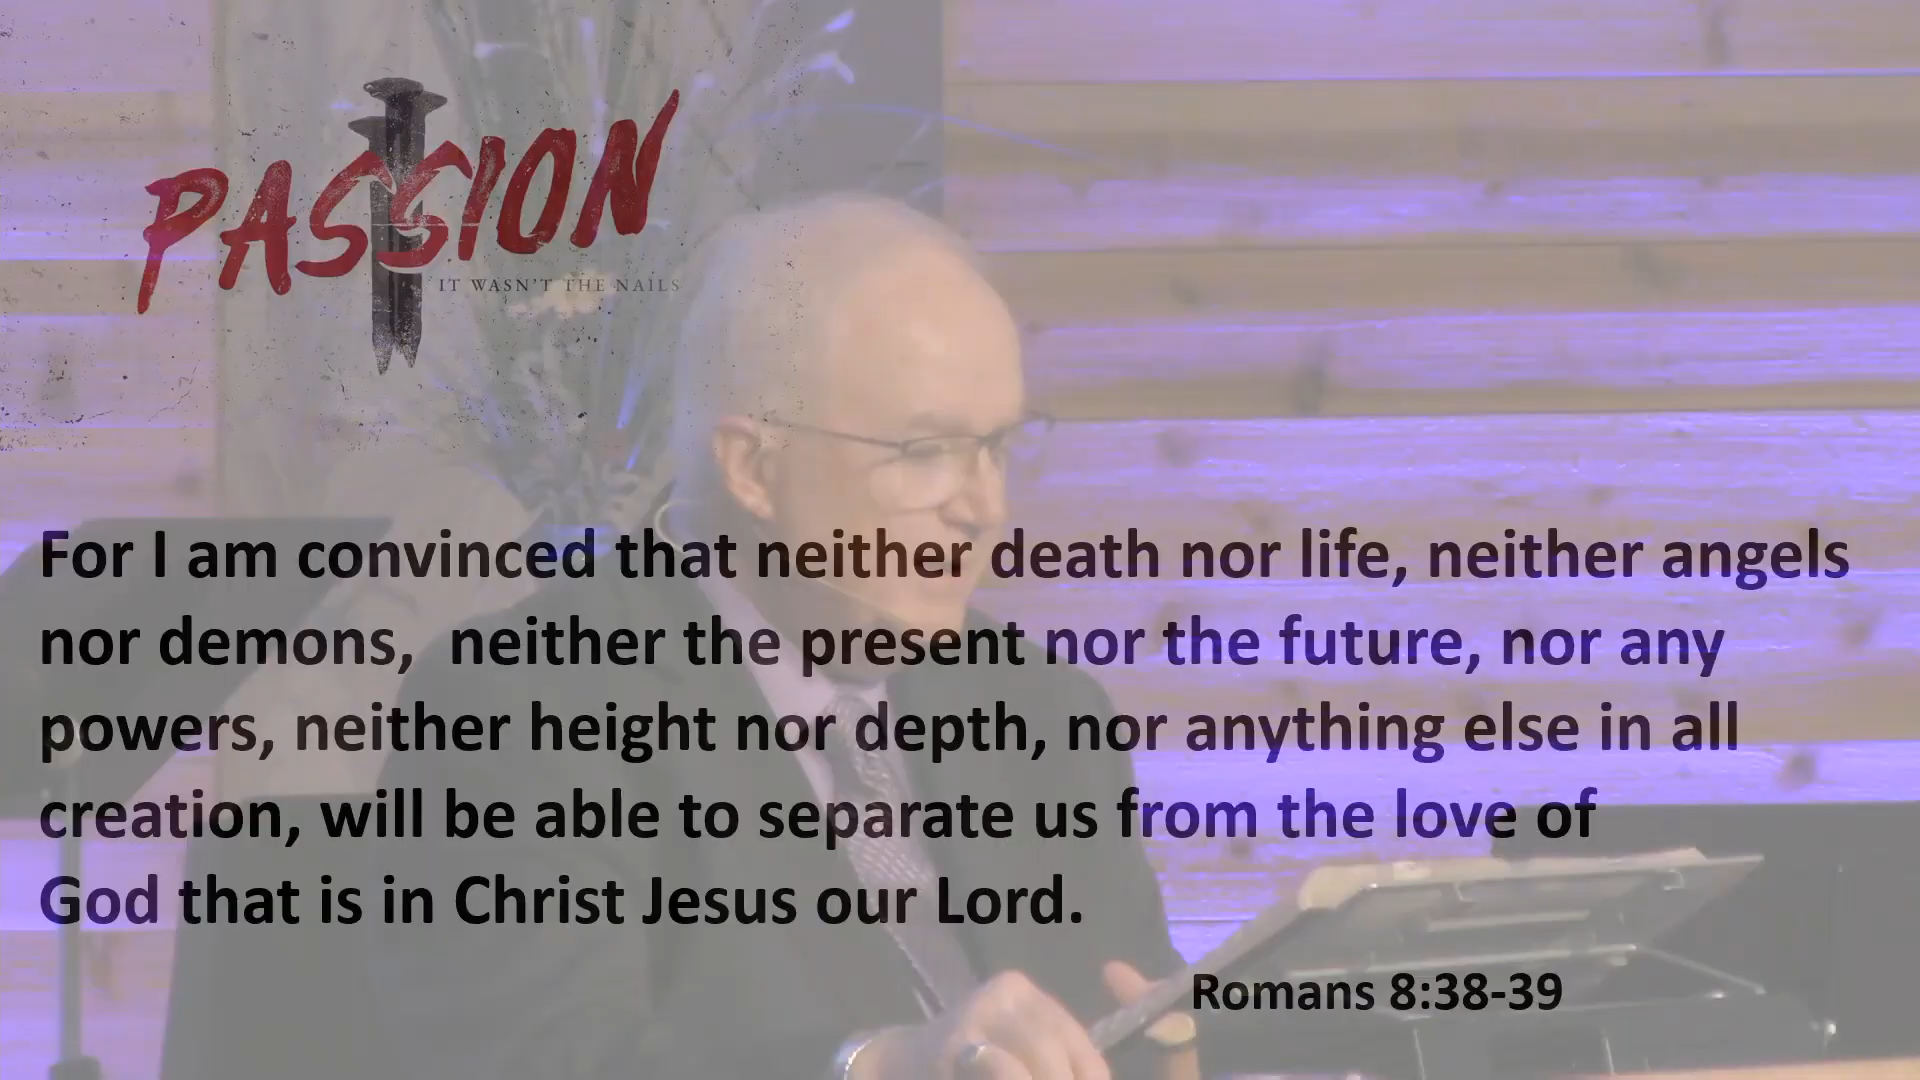 PASSION
IT WASN'T THE NAILS
For I am convinced that neither death nor life, neither angels
nor demons,  neither the present nor the future, nor any
powers, neither height nor depth, nor anything else in all
creation, will be able to separate us from the love of
God that is in Christ Jesus our Lord.
Romans 8:38-39